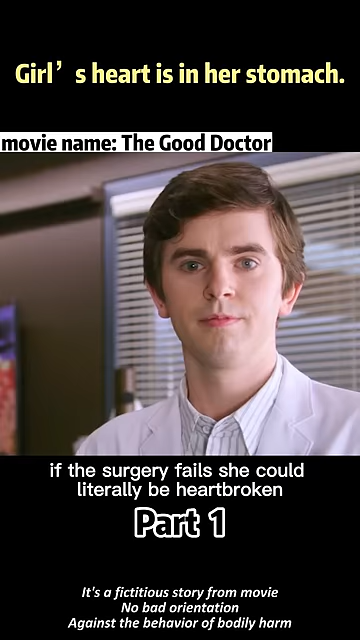 Girl’s heart is in her stomach.
movie name: The Good Doctor
if the surgery fails she could
literally be heartbroken
Part 1
It's a fictitious story from movie
No bad orientation
Against the behavior of bodily harm